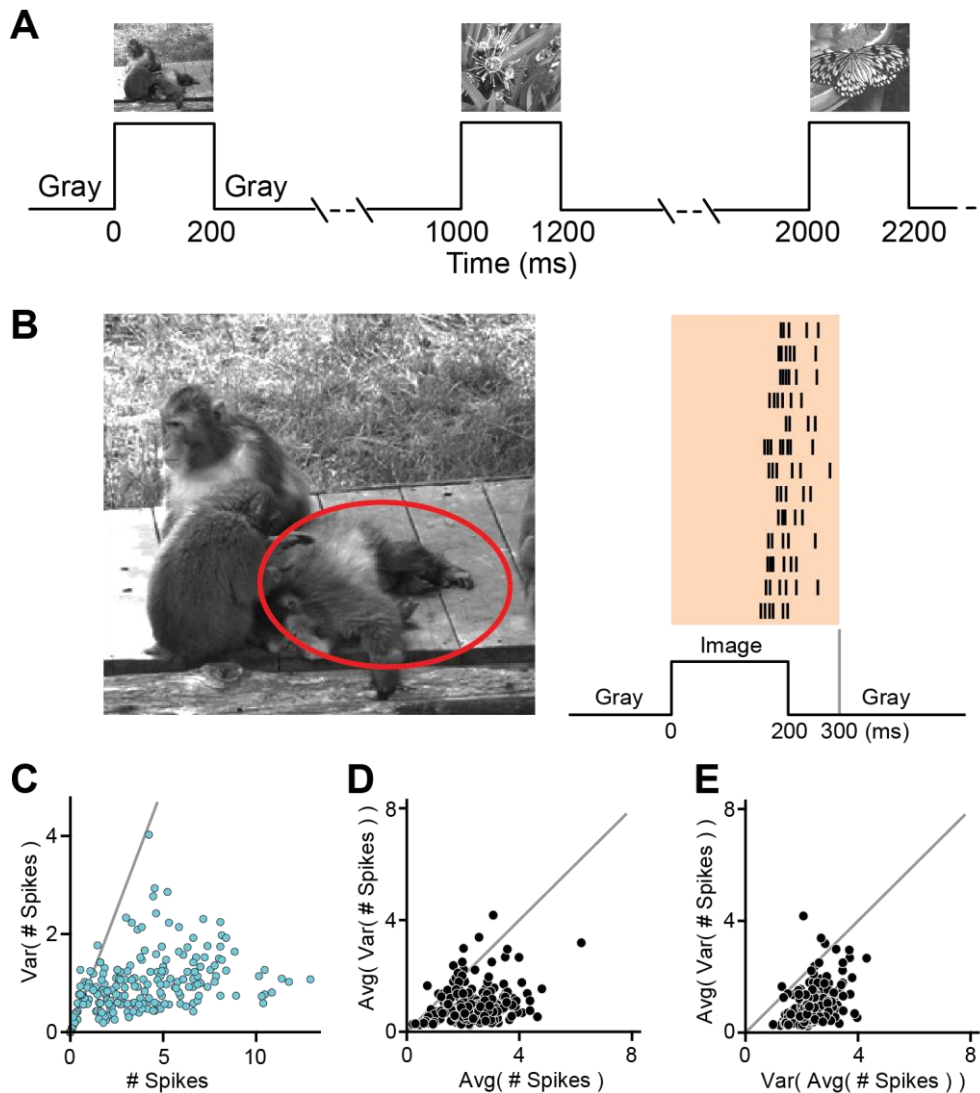 A
Gray
Gray
0
200
1000
1200
2000
2200
Time (ms)
B
Image
Gray
Gray
0
200
300
(ms)
C
D
E
Var( # Spikes )
4
2
0
0
5
10
# Spikes
Avg( Var( # Spikes ) )
8
4
0
0
4
8
Avg( # Spikes )
Avg( Var( # Spikes ) )
8
4
0
0
4
8
Var( Avg( # Spikes ) )